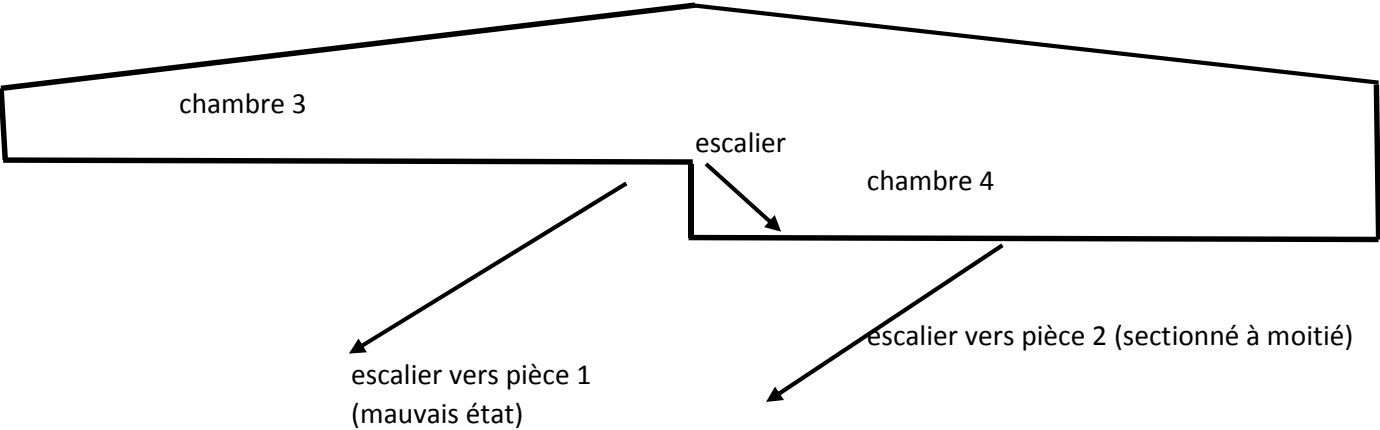 chambre 3
escalier
chambre 4
escalier vers pièce 2 (sectionné à moitié)
escalier vers pièce 1
(mauvais état)